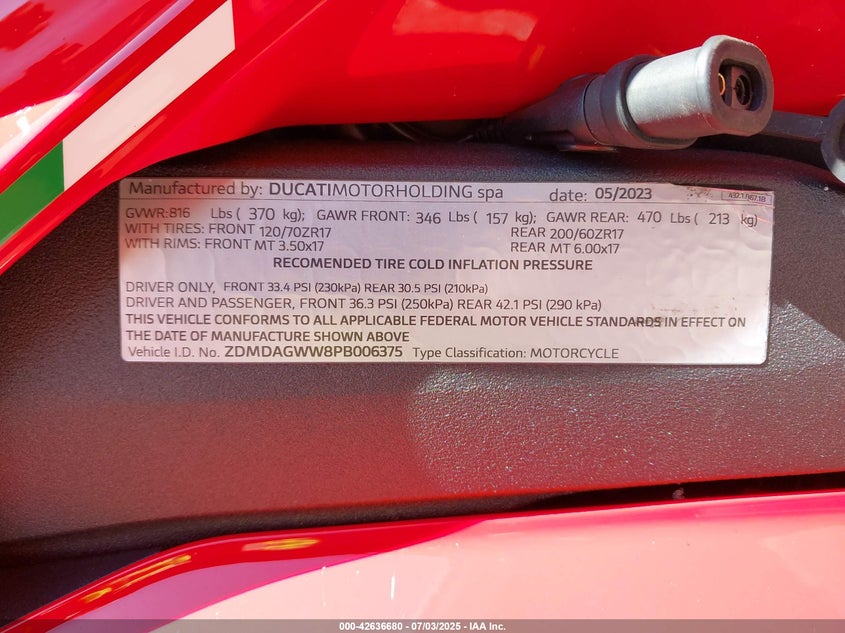 Manufactured by: DUCATIMOTORHOLDING spa date: 05/2023 A32.1.B67.1B
GVWR:816 Lbs ( 370 kg); GAWR FRONT: 346 Lbs ( 157 kg); GAWR REAR: 470 Lbs ( 213 kg)
WITH TIRES: FRONT 120/70ZR17 REAR 200/60ZR17
WITH RIMS: FRONT MT 3.50x17 REAR MT 6.00x17
RECOMENDED TIRE COLD INFLATION PRESSURE
DRIVER ONLY, FRONT 33.4 PSI (230kPa) REAR 30.5 PSI (210kPa)
DRIVER AND PASSENGER, FRONT 36.3 PSI (250kPa) REAR 42.1 PSI (290 kPa)
THIS VEHICLE CONFORMS TO ALL APPLICABLE FEDERAL MOTOR VEHICLE STANDARDS IN EFFECT ON
THE DATE OF MANUFACTURE SHOWN ABOVE
Vehicle I.D. No. ZDMDAGWW8PB006375 Type Classification: MOTORCYCLE
000-42636680 - 07/03/2025 - IAA Inc.